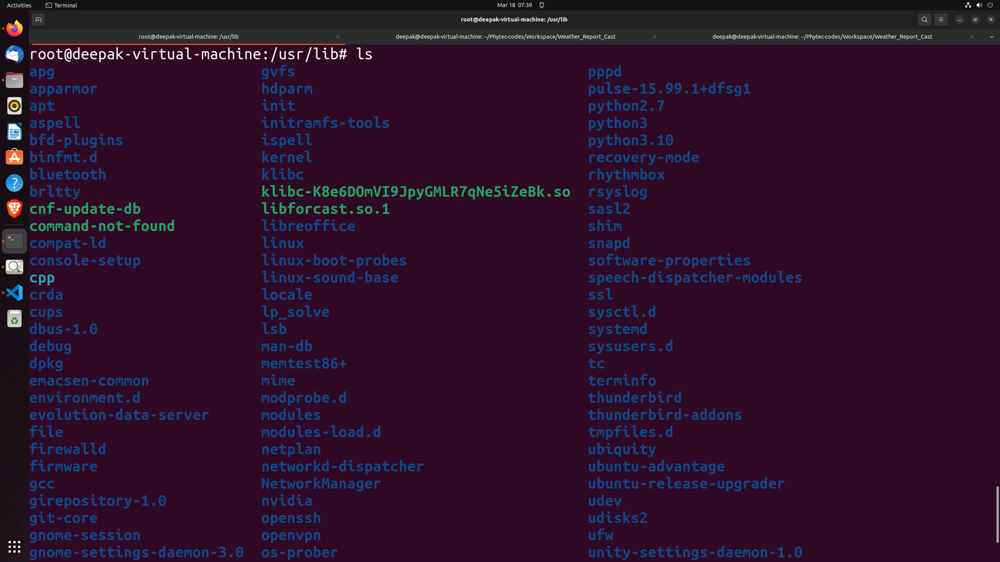 Activities Terminal Mar 18 07:39
root@deepak-virtual-machine: /usr/lib
root@deepak-virtual-machine: /usr/lib deepak@deepak-virtual-machine: ~/Phytec-codes/Workspace/Weather_Report_Cast deepak@deepak-virtual-machine: ~/Phytec-codes/Workspace/Weather_Report_Cast
root@deepak-virtual-machine:/usr/lib# ls
apg gvfs pppd
apparmor hdparm pulse-15.99.1+dfsg1
apt init python2.7
aspell initramfs-tools python3
bfd-plugins ispell python3.10
binfmt.d kernel recovery-mode
bluetooth klibc rhythmbox
brltty klibc-K8e6DOmVI9JpyGMLR7qNe5iZeBk.so rsyslog
cnf-update-db libforcast.so.1 sasl2
command-not-found libreoffice shim
compat-ld linux snapd
console-setup linux-boot-probes software-properties
cpp linux-sound-base speech-dispatcher-modules
crda locale ssl
cups lp_solve sysctl.d
dbus-1.0 lsb systemd
debug man-db sysusers.d
dpkg memtest86+ tc
emacsen-common mime terminfo
environment.d modprobe.d thunderbird
evolution-data-server modules thunderbird-addons
file modules-load.d tmpfiles.d
firewalld netplan ubiquity
firmware networkd-dispatcher ubuntu-advantage
gcc NetworkManager ubuntu-release-upgrader
girepository-1.0 nvidia udev
git-core openssh udisks2
gnome-session openvpn ufw
gnome-settings-daemon-3.0 os-prober unity-settings-daemon-1.0